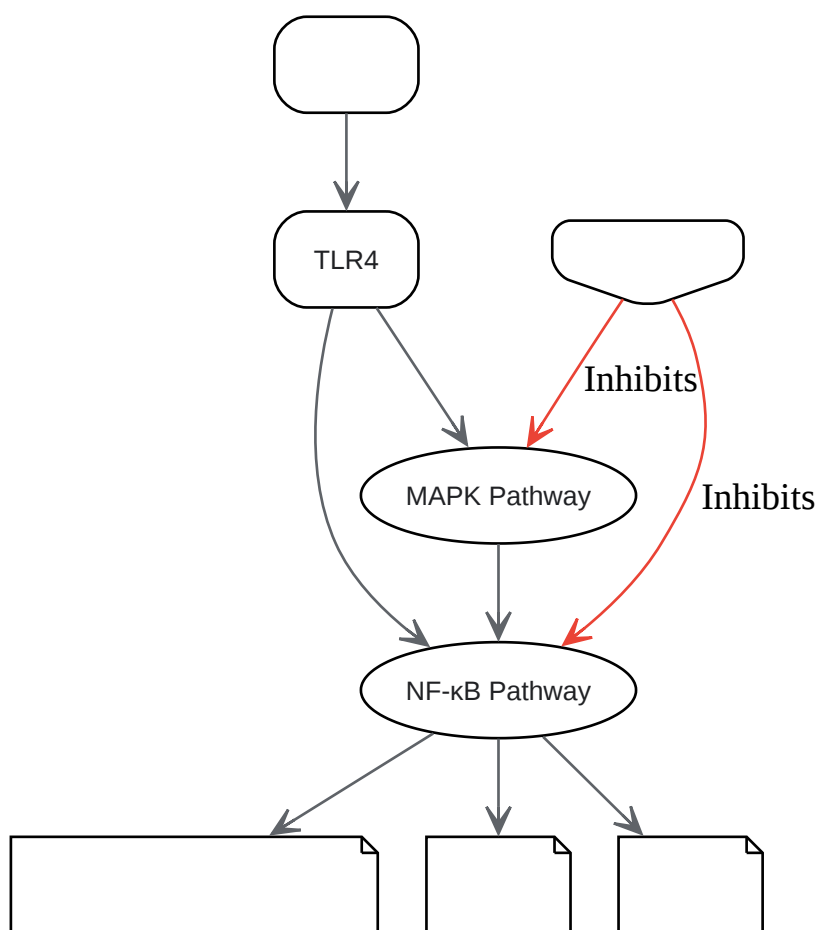 TLR4
Inhibits
MAPK Pathway
Inhibits
NF-κB Pathway